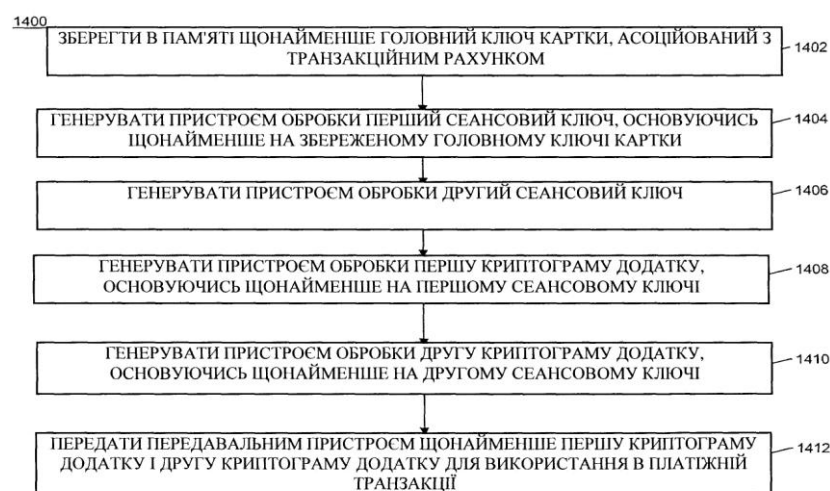 1400
ЗБЕРЕГТИ В ПАМ'ЯТІ ЩОНАЙМЕНШЕ ГОЛОВНИЙ КЛЮЧ КАРТКИ, АСОЦІЙОВАНИЙ З
ТРАНЗАКЦІЙНИМ РАХУНКОМ
1402
ГЕНЕРУВАТИ ПРИСТРОЄМ ОБРОБКИ ПЕРШИЙ СЕАНСОВИЙ КЛЮЧ, ОСНОВУЮЧИСЬ
ЩОНАЙМЕНШЕ НА ЗБЕРЕЖЕНОМУ ГОЛОВНОМУ КЛЮЧІ КАРТКИ
1404
ГЕНЕРУВАТИ ПРИСТРОЄМ ОБРОБКИ ДРУГИЙ СЕАНСОВИЙ КЛЮЧ
1406
ГЕНЕРУВАТИ ПРИСТРОЄМ ОБРОБКИ ПЕРШУ КРИПТОГРАМУ ДОДАТКУ,
ОСНОВУЮЧИСЬ ЩОНАЙМЕНШЕ НА ПЕРШОМУ СЕАНСОВОМУ КЛЮЧІ
1408
ГЕНЕРУВАТИ ПРИСТРОЄМ ОБРОБКИ ДРУГУ КРИПТОГРАМУ ДОДАТКУ,
ОСНОВУЮЧИСЬ ЩОНАЙМЕНШЕ НА ДРУГОМУ СЕАНСОВОМУ КЛЮЧІ
1410
ПЕРЕДАТИ ПЕРЕДАВАЛЬНИМ ПРИСТРОЄМ ЩОНАЙМЕНШЕ ПЕРШУ КРИПТОГРАМУ
ДОДАТКУ І ДРУГУ КРИПТОГРАМУ ДОДАТКУ ДЛЯ ВИКОРИСТАННЯ В ПЛАТІЖНІЙ
ТРАНЗАКЦІЇ
1412